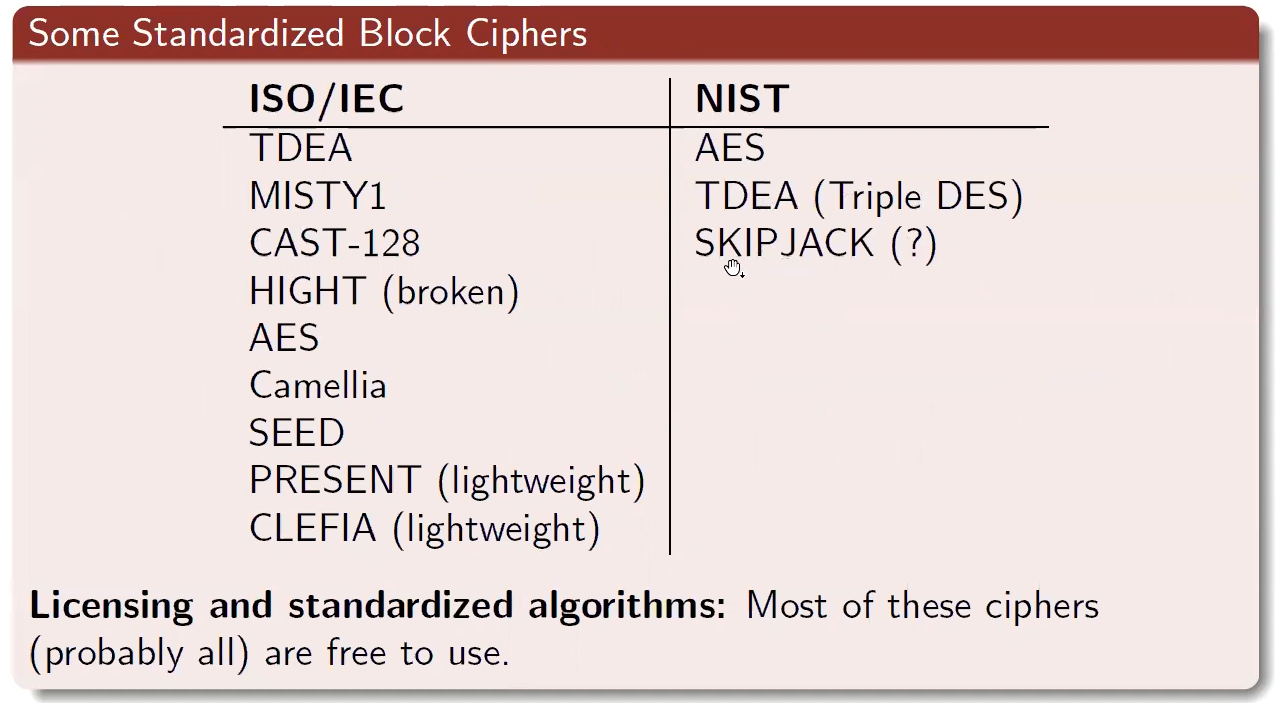 Some Standardized Block Ciphers
ISO/IEC NIST
TDEA AES
MISTY1 TDEA (Triple DES)
CAST-128 SKIPJACK (?)
HIGHT (broken)
AES
Camellia
SEED
PRESENT (lightweight)
CLEFIA (lightweight)
Licensing and standardized algorithms: Most of these ciphers
(probably all) are free to use.